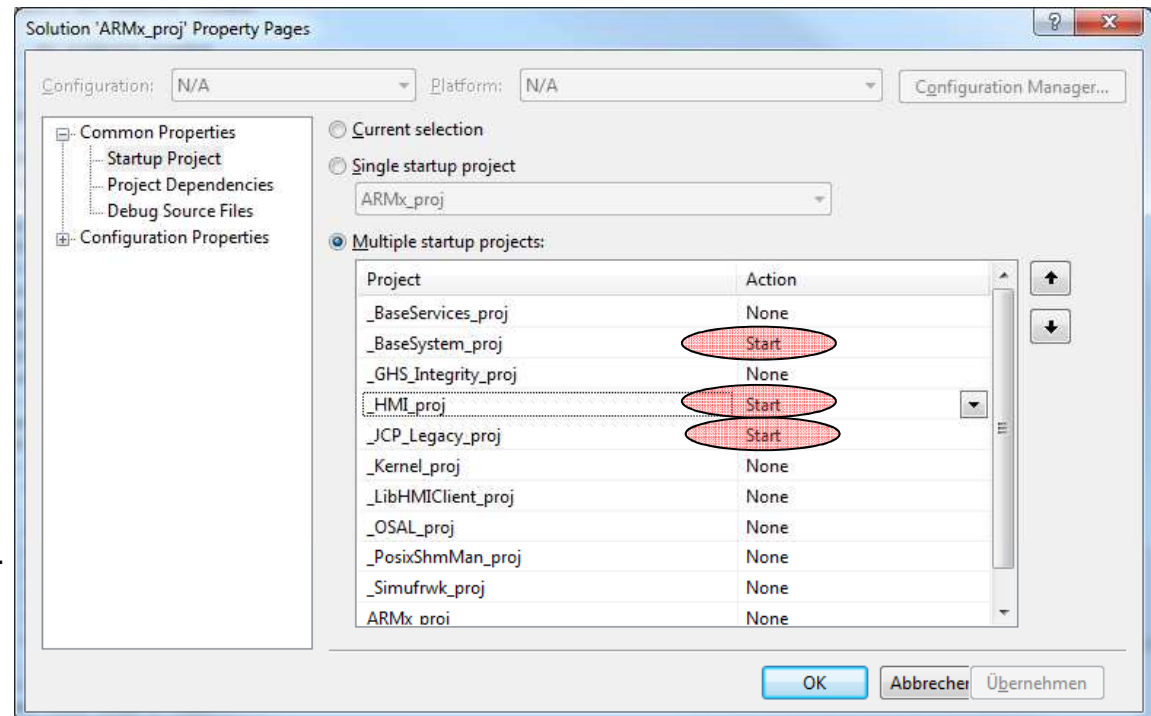 Solution 'ARMx_proj' Property Pages
Configuration: N/A Platform: N/A Configuration Manager...
Common Properties
Startup Project
Project Dependencies
Debug Source Files
Configuration Properties
Current selection
Single startup project
ARMx_proj
Multiple startup projects:
Project Action
_BaseServices_proj None
_BaseSystem_proj Start
_GHS_Integrity_proj None
_HMI_proj Start
_JCP_Legacy_proj Start
_Kernel_proj None
_LibHMIClient_proj None
_OSAL_proj None
_PosixShmMan_proj None
_Simufrwk_proj None
ARMx_proj None
OK Abbrecher Übernehmen